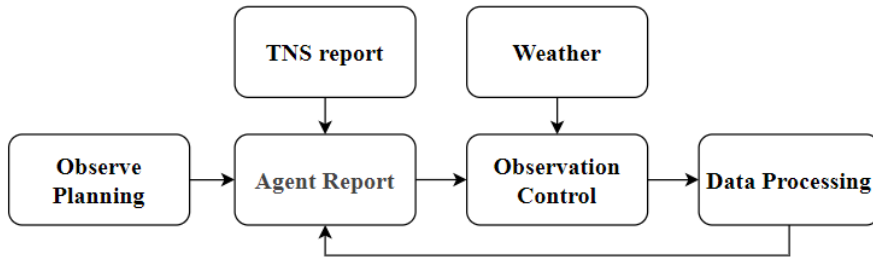 TNS report
Weather
Observe
Planning
Agent Report
Observation
Control
Data Processing